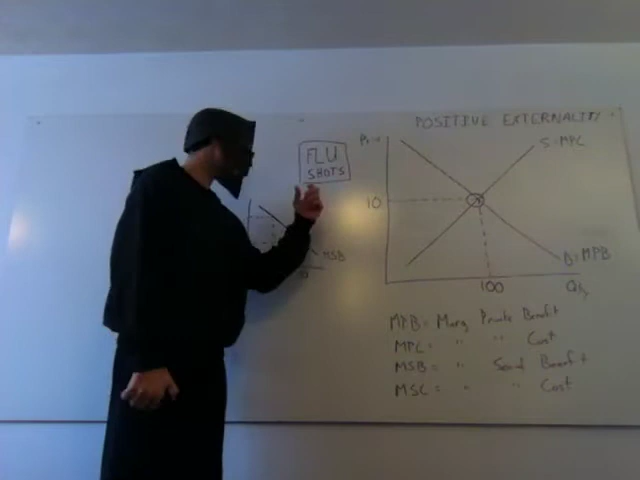 POSITIVE EXTERNALITY
FLU
SHOTS
S=MPC
10
D=MPB
100
Qty
MSB
MPB = Marg Private Benefit
MPC = " " Cost
MSB = " Social Benefit
MSC = " " Cost